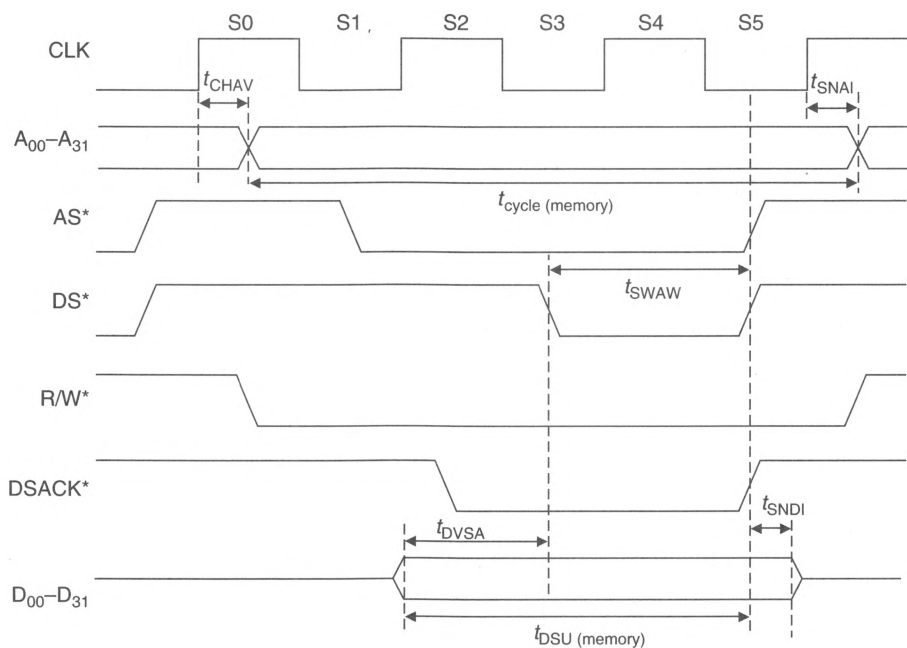 S0 S1 S2 S3 S4 S5
CLK
tCHAV
tSNAI
A00–A31
tcycle (memory)
AS*
tSWAW
DS*
R/W*
DSACK*
tSNDI
tDVSA
D00–D31
tDSU (memory)